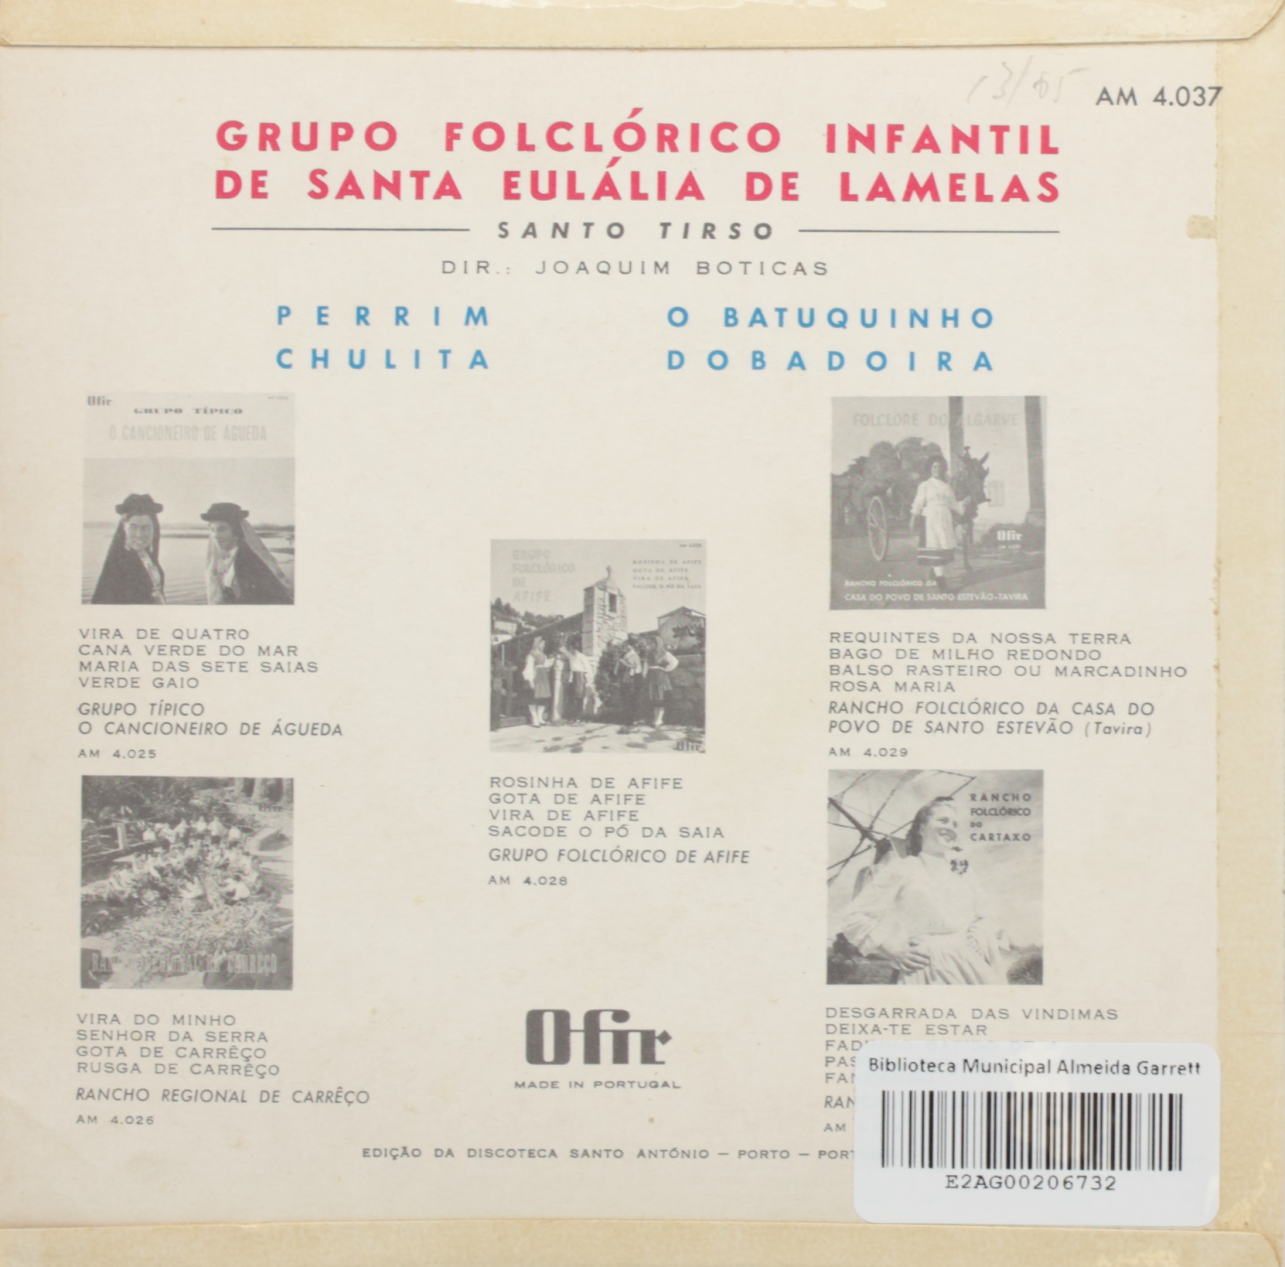 AM 4.037
GRUPO FOLCLÓRICO INFANTIL
DE SANTA EULÁLIA DE LAMELAS
SANTO TIRSO
DIR.: JOAQUIM BOTICAS
PERRIM
CHULITA
O BATUQUINHO
DOBADOIRA
Ofir
GRUPO TÍPICO
O CANCIONEIRO DE AGUEDA
VIRA DE QUATRO
CANA VERDE DO MAR
MARIA DAS SETE SAIAS
VERDE GAIO
GRUPO TÍPICO
O CANCIONEIRO DE ÁGUEDA
AM 4.025
VIRA DO MINHO
SENHOR DA SERRA
GOTA DE CARRÊÇO
RUSGA DE CARRÊÇO
RANCHO REGIONAL DE CARRÊÇO
AM 4.026
GRUPO
FOLCLÓRICO
DE
AFIFE
ROSINHA DE AFIFE
GOTA DE AFIFE
VIRA DE AFIFE
SACODE O PÓ DA SAIA
Ofir
ROSINHA DE AFIFE
GOTA DE AFIFE
VIRA DE AFIFE
SACODE O PÓ DA SAIA
GRUPO FOLCLÓRICO DE AFIFE
AM 4.028
FOLCLORE DO ALGARVE
Ofir
RANCHO FOLCLÓRICO DA
CASA DO POVO DE SANTO ESTEVÃO-TAVIRA
REQUINTES DA NOSSA TERRA
BAGO DE MILHO REDONDO
BALSO RASTEIRO OU MARCADINHO
ROSA MARIA
RANCHO FOLCLÓRICO DA CASA DO
POVO DE SANTO ESTEVÃO (Tavira)
AM 4.029
RANCHO
FOLCLÓRICO
DO
CARTAXO
DESGARRADA DAS VINDIMAS
DEIXA-TE ESTAR
AM
Ofir
MADE IN PORTUGAL
EDIÇÃO DA DISCOTECA SANTO ANTÓNIO — PORTO — PORT
Biblioteca Municipal Almeida Garrett
E2AG00206732